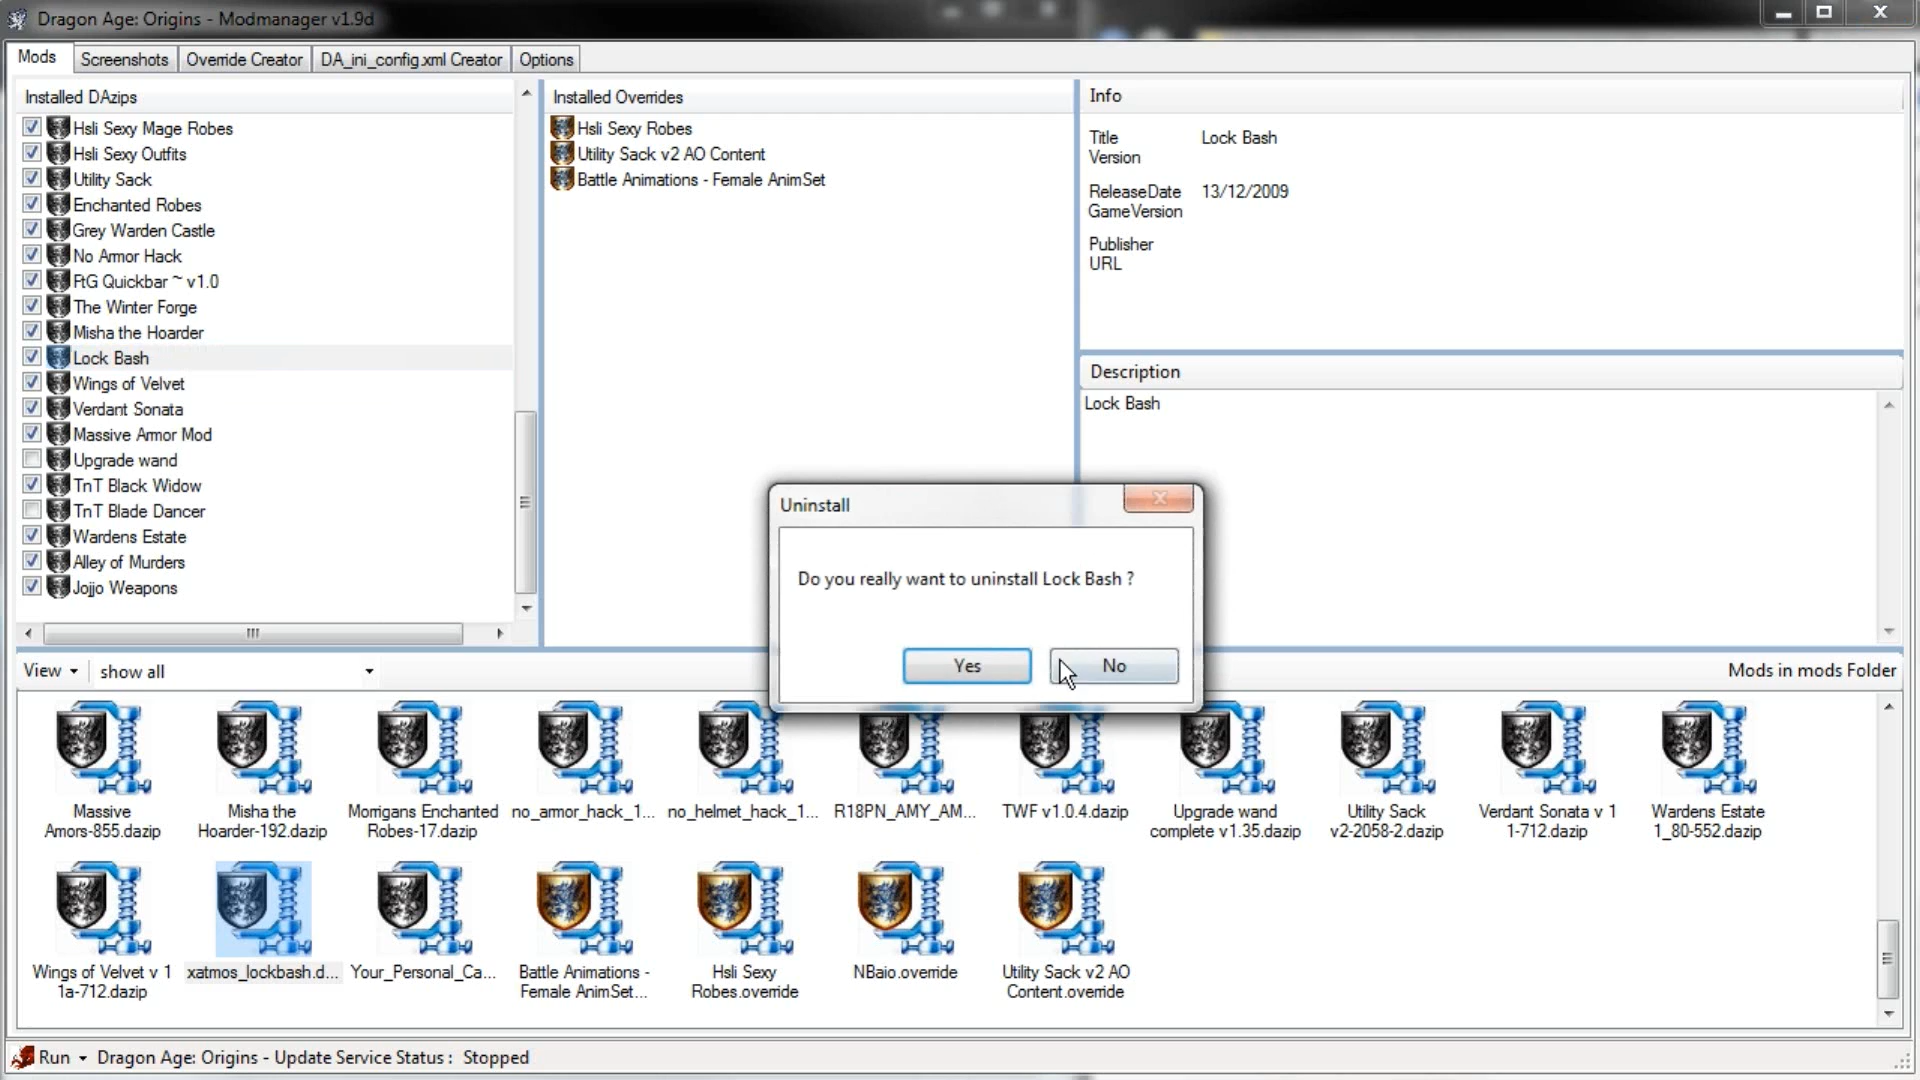 Dragon Age: Origins - Modmanager v1.9d
Mods
Screenshots
Override Creator
DA_ini_config.xml Creator
Options
Installed DAzips
Hsli Sexy Mage Robes
Hsli Sexy Outfits
Utility Sack
Enchanted Robes
Grey Warden Castle
No Armor Hack
FtG Quickbar ~ v1.0
The Winter Forge
Misha the Hoarder
Lock Bash
Wings of Velvet
Verdant Sonata
Massive Armor Mod
Upgrade wand
TnT Black Widow
TnT Blade Dancer
Wardens Estate
Alley of Murders
Jojjo Weapons
Installed Overrides
Hsli Sexy Robes
Utility Sack v2 AO Content
Battle Animations - Female AnimSet
Info
Title Lock Bash
Version
ReleaseDate 13/12/2009
GameVersion
Publisher
URL
Description
Lock Bash
Uninstall
Do you really want to uninstall Lock Bash ?
Yes
No
View
show all
Mods in mods Folder
Massive
Amors-855.dazip
Misha the
Hoarder-192.dazip
Morrigans Enchanted
Robes-17.dazip
no_armor_hack_1...
no_helmet_hack_1...
R18PN_AMY_AM...
TWF v1.0.4.dazip
Upgrade wand
complete v1.35.dazip
Utility Sack
v2-2058-2.dazip
Verdant Sonata v 1
1-712.dazip
Wardens Estate
1_80-552.dazip
Wings of Velvet v 1
1a-712.dazip
xatmos_lockbash.d...
Your_Personal_Ca...
Battle Animations -
Female AnimSet...
Hsli Sexy
Robes.override
NBaio.override
Utility Sack v2 AO
Content.override
Run
Dragon Age: Origins - Update Service Status : Stopped